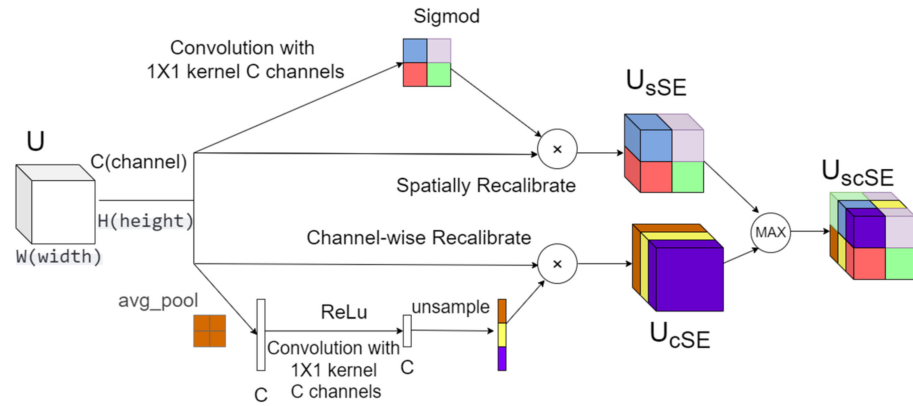 Sigmod
Convolution with
1X1 kernel C channels
UsSE
U
C(channel)
UscSE
Spatially Recalibrate
H(height)
MAX
W(width)
Channel-wise Recalibrate
avg_pool
ReLu
unsample
UcSE
Convolution with
1X1 kernel
C channels
C
C